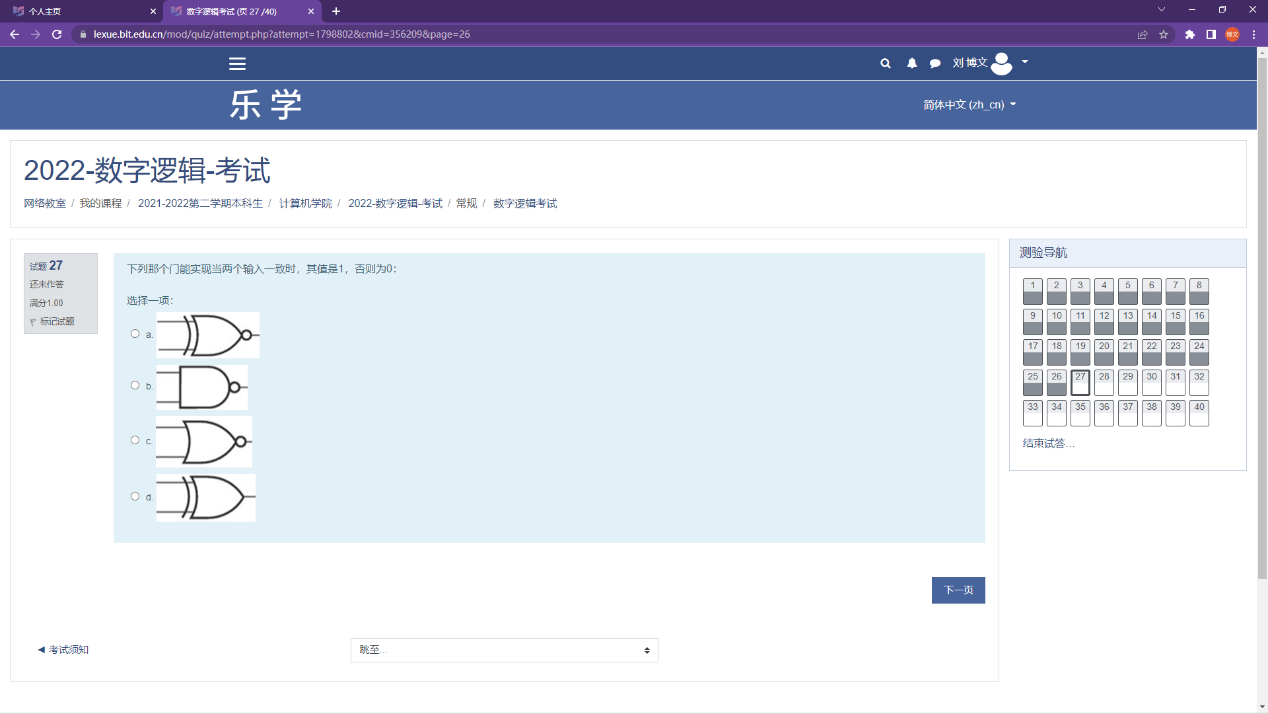 个人主页
数字逻辑考试 (页 27 /40)
lexue.bit.edu.cn/mod/quiz/attempt.php?attempt=1798802&cmid=356209&page=26
博文
刘 博文
乐 学
简体中文 (zh_cn)
2022-数字逻辑-考试
网络教室 / 我的课程 / 2021-2022第二学期本科生 / 计算机学院 / 2022-数字逻辑-考试 / 常规 / 数字逻辑考试
试题 27
还未作答
满分1.00
标记试题
下列那个门能实现当两个输入一致时，其值是1，否则为0：
选择一项：
a.
b.
c.
d.
下一页
◄ 考试须知
跳至...
测验导航
1 2 3 4 5 6 7 8
9 10 11 12 13 14 15 16
17 18 19 20 21 22 23 24
25 26 27 28 29 30 31 32
33 34 35 36 37 38 39 40
结束试答...